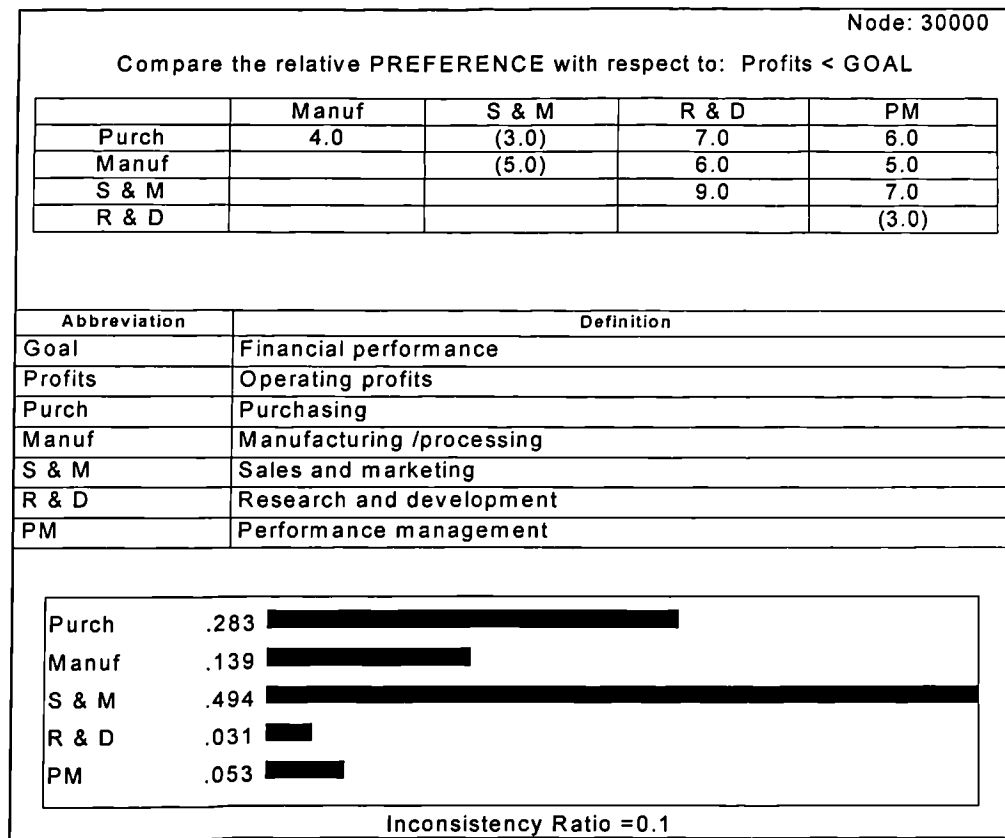 Node: 30000
Compare the relative PREFERENCE with respect to: Profits < GOAL
Manuf S & M R & D PM
Purch 4.0 (3.0) 7.0 6.0
Manuf (5.0) 6.0 5.0
S & M 9.0 7.0
R & D (3.0)
Abbreviation Definition
Goal Financial performance
Profits Operating profits
Purch Purchasing
Manuf Manufacturing /processing
S & M Sales and marketing
R & D Research and development
PM Performance management
Purch .283
Manuf .139
S & M .494
R & D .031
PM .053
Inconsistency Ratio =0.1